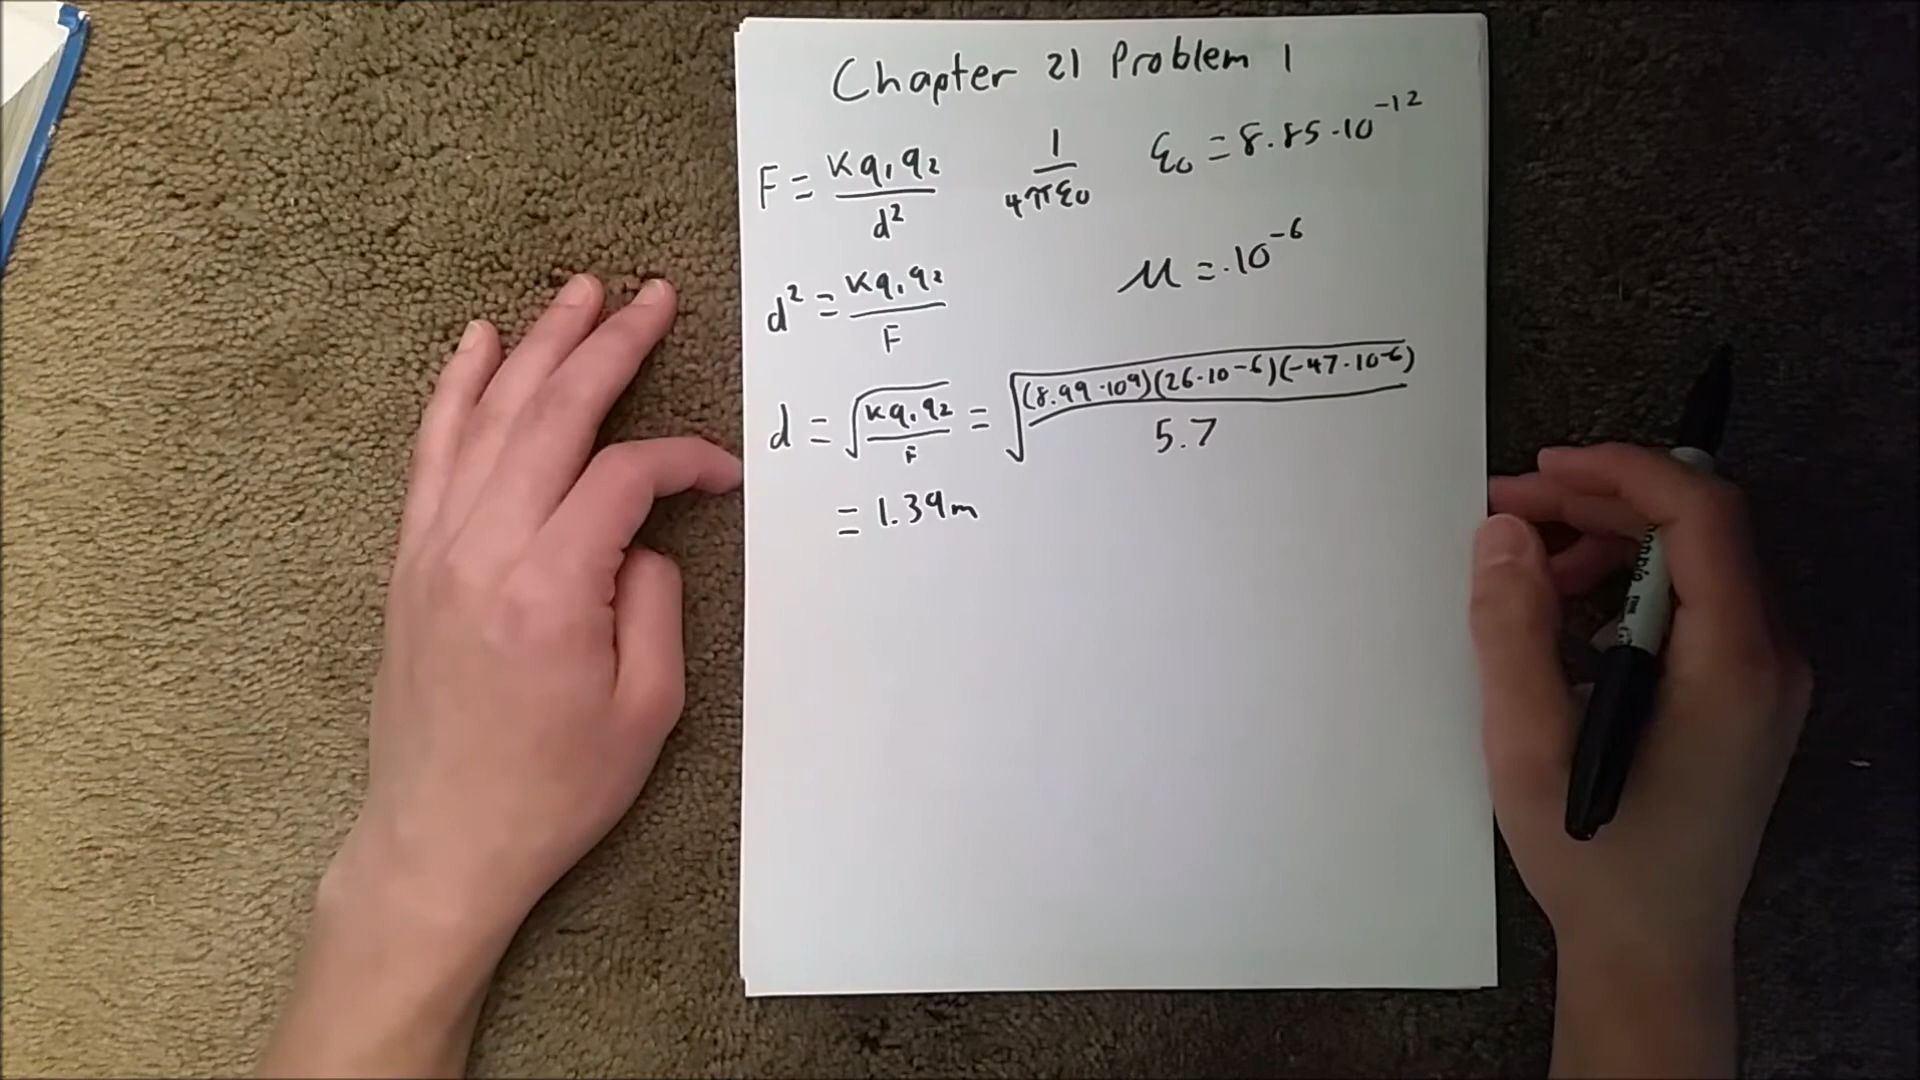 Chapter 21 Problem 1
F = kq₁q₂/d² 1/4πε₀ ε₀ = 8.85·10⁻¹²
d² = kq₁q₂/F μ = ·10⁻⁶
d = √(kq₁q₂/F) = √((8.99·10⁹)(26·10⁻⁶)(-47·10⁻⁶)/5.7)
= 1.39m